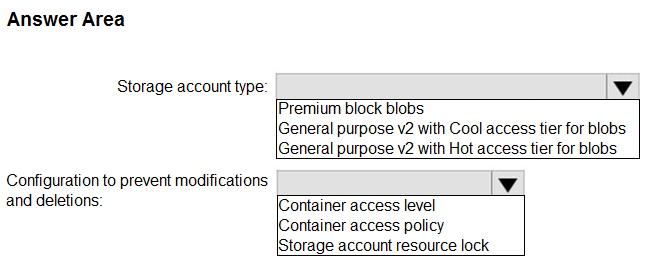 Answer Area
Storage account type:
Premium block blobs
General purpose v2 with Cool access tier for blobs
General purpose v2 with Hot access tier for blobs
Configuration to prevent modifications
and deletions:
Container access level
Container access policy
Storage account resource lock